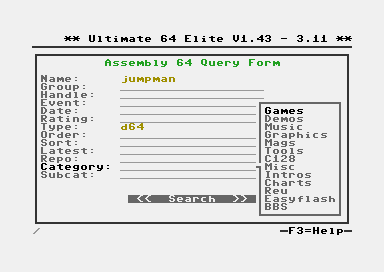 ** Ultimate 64 Elite V1.43 - 3.11 **
Assembly 64 Query Form
Name: jumpman
Group:
Handle:
Event:
Date:
Rating:
Type: d64
Order:
Sort:
Latest:
Repo:
Category:
Subcat:
Games
Demos
Music
Graphics
Mags
Tools
C128
Misc
Intros
Charts
Reu
Easyflash
BBS
<< Search >>
/
F3=Help